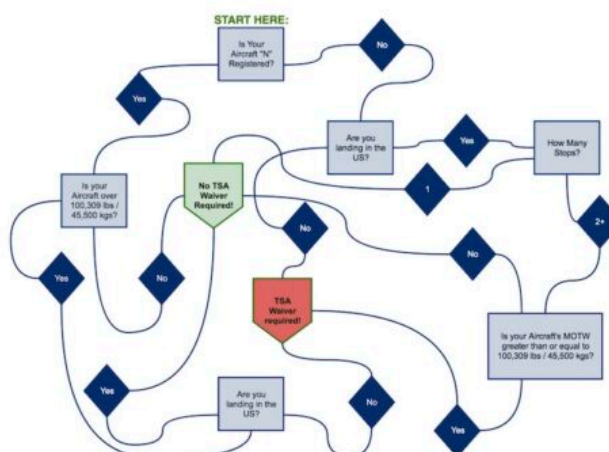 START HERE:
Is Your
Aircraft "N"
Registered?
No
Yes
Are you
landing in the
US?
Yes
How Many
Stops?
Is your
Aircraft over
100,309 lbs /
45,500 kgs?
No TSA
Waiver
Required!
1
2+
No
No
Yes
No
TSA
Waiver
required!
Is your Aircraft's MOTW
greater than or equal to
100,309 lbs / 45,500 kgs?
Yes
Are you
landing in the
US?
No
Yes